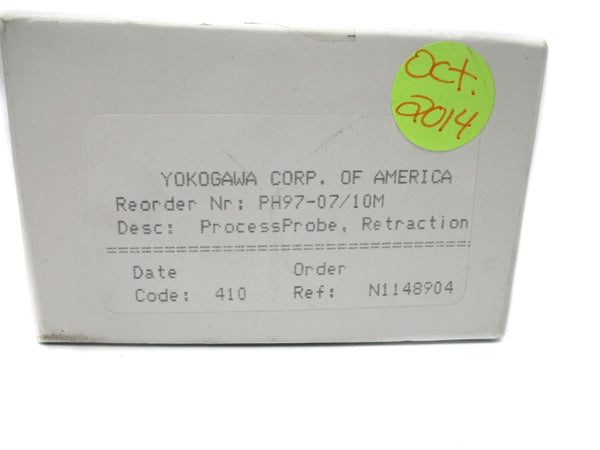 Oct.
2014
YOKOGAWA CORP. OF AMERICA
Reorder Nr: PH97-07/10M
Desc: ProcessProbe, Retraction
Date Order
Code: 410 Ref: N1148904